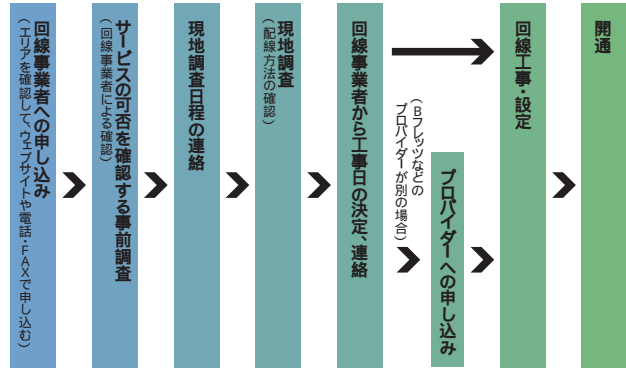 回線事業者への申し込み
(エリアを確認して、ウェブサイトや電話・FAXで申し込む)
サービスの可否を確認する事前調査
(回線事業者による確認)
現地調査日程の連絡
現地調査
(配線方法の確認)
回線事業者から工事日の決定、連絡
(Bフレッツなどの
プロバイダーが別の場合)
プロバイダーへの申し込み
回線工事・設定
開通